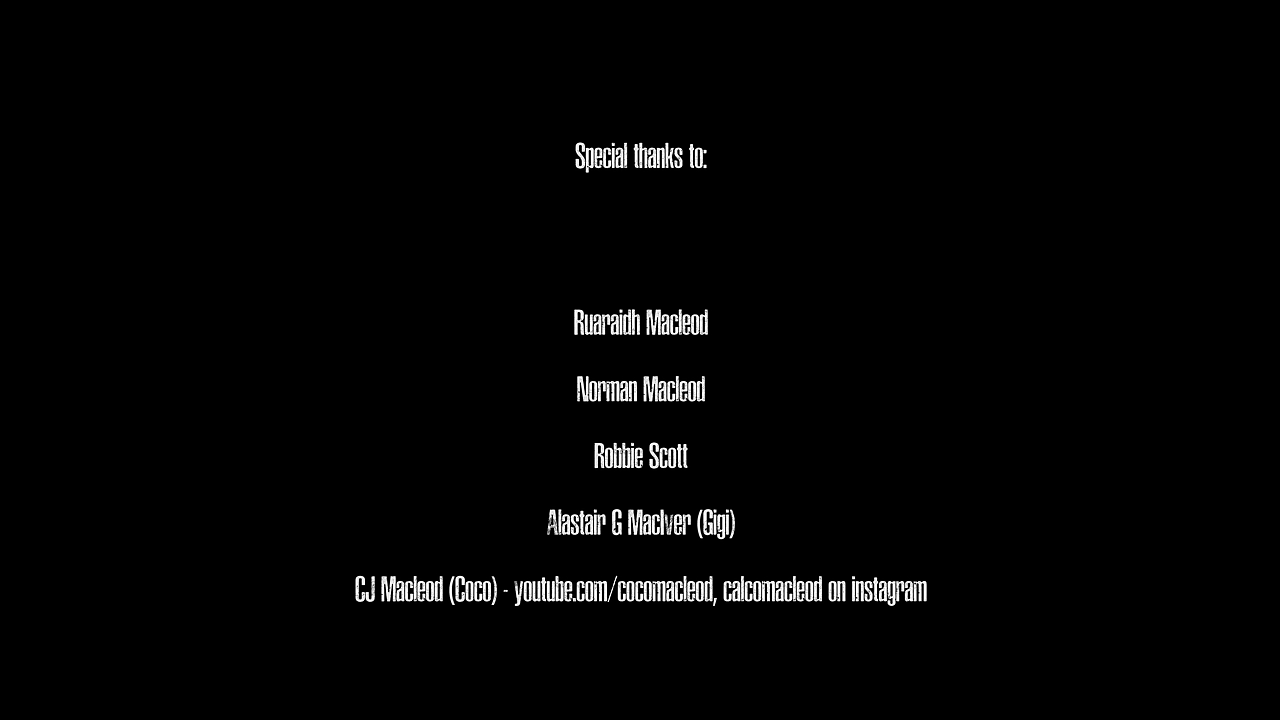 Special thanks to:
Ruaraidh Macleod
Norman Macleod
Robbie Scott
Alastair G MacIver (Gigi)
CJ Macleod (Coco) - youtube.com/cocomacleod, calcomacleod on instagram